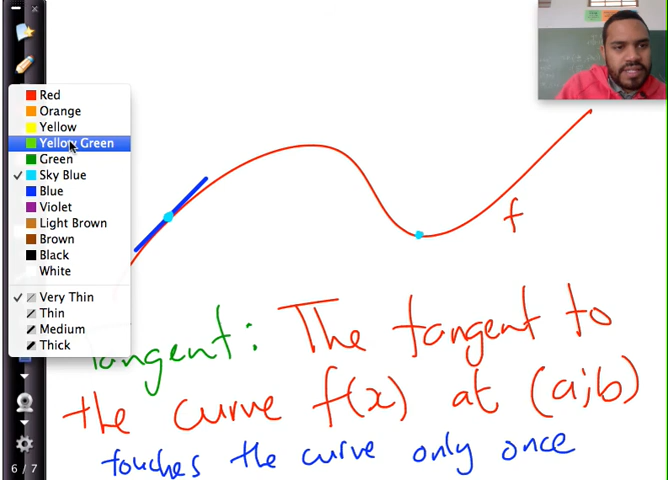 Red
Orange
Yellow
Yellow Green
Green
Sky Blue
Blue
Violet
Light Brown
Brown
Black
White
Very Thin
Thin
Medium
Thick
6 / 7
f
Tangent: The tangent to
the curve f(x) at (a;b)
touches the curve only once